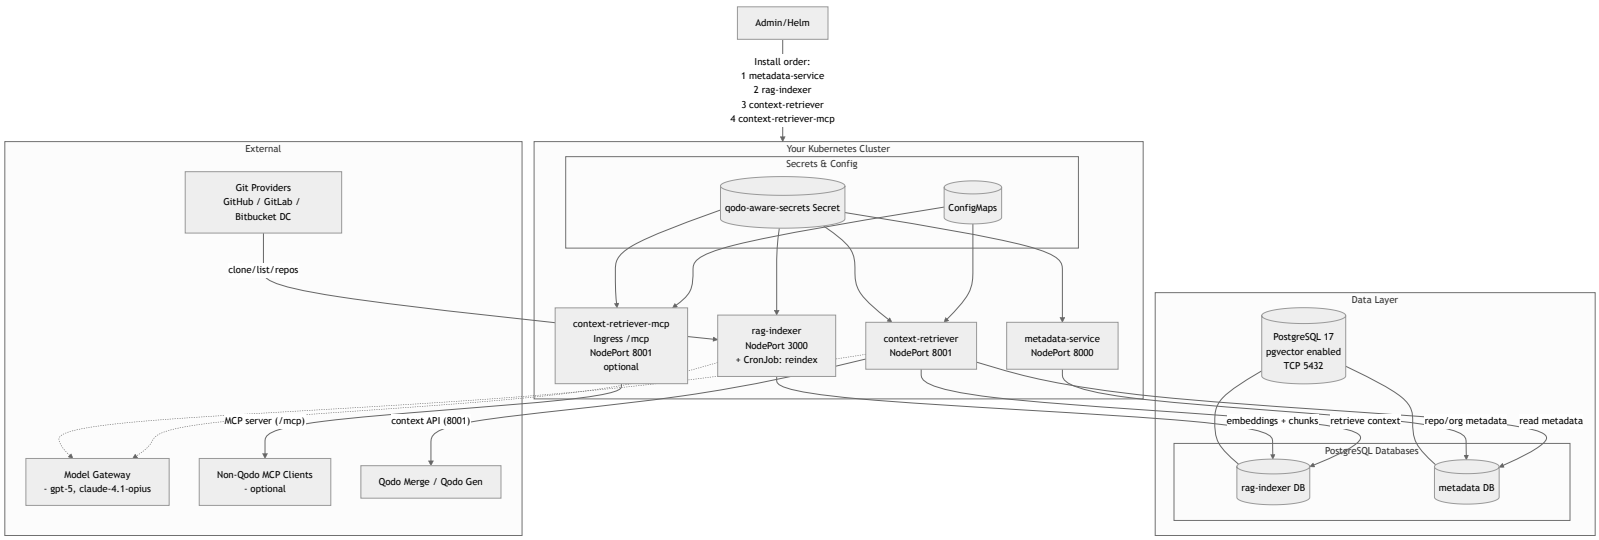 Admin/Helm
Install order:
1 metadata-service
2 rag-indexer
3 context-retriever
4 context-retriever-mcp
External
Git Providers
GitHub / GitLab /
Bitbucket DC
clone/list/repos
Your Kubernetes Cluster
Secrets & Config
qodo-aware-secrets Secret
ConfigMaps
context-retriever-mcp
Ingress /mcp
NodePort 8001
optional
rag-indexer
NodePort 3000
+ CronJob: reindex
context-retriever
NodePort 8001
metadata-service
NodePort 8000
Data Layer
PostgreSQL 17
pgvector enabled
TCP 5432
MCP server (/mcp)
context API (8001)
embeddings + chunks
retrieve context
repo/org metadata
read metadata
Model Gateway
- gpt-5, claude-4.1-opius
Non-Qodo MCP Clients
- optional
Qodo Merge / Qodo Gen
PostgreSQL Databases
rag-indexer DB
metadata DB